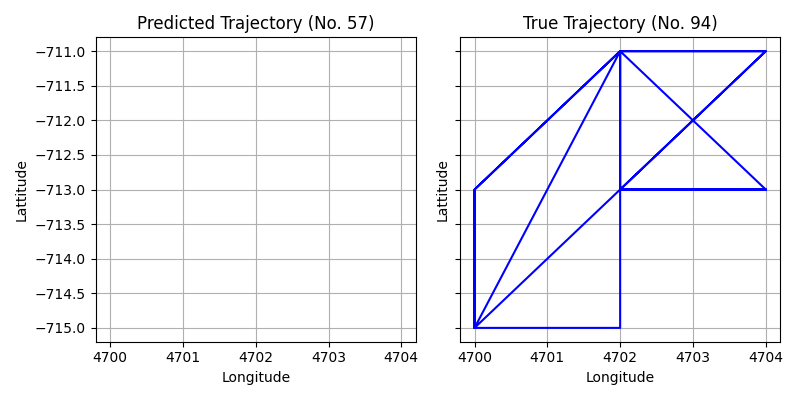 Predicted Trajectory (No. 57)
True Trajectory (No. 94)
−711.0
−711.5
−712.0
−712.5
−713.0
−713.5
−714.0
−714.5
−715.0
Lattitude
Lattitude
4700 4701 4702 4703 4704
4700 4701 4702 4703 4704
Longitude
Longitude